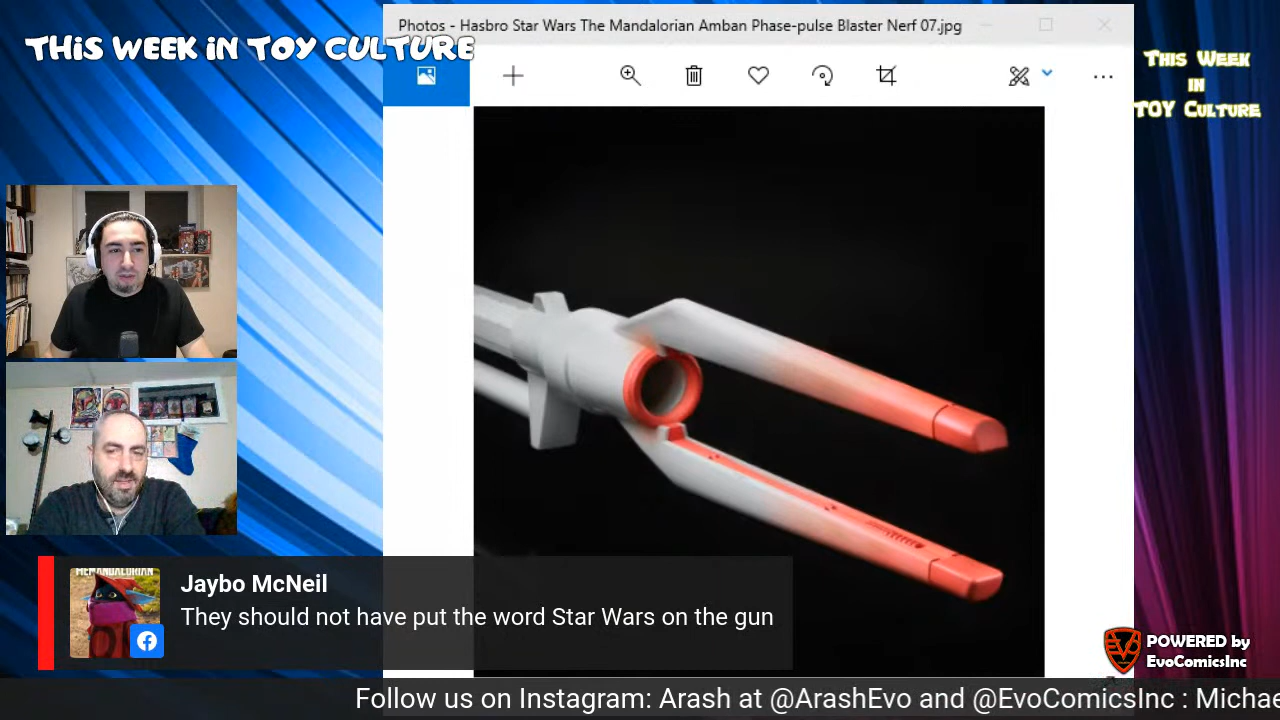 THiS WEEK iN TOY CULTURE
Photos - Hasbro Star Wars The Mandalorian Amban Phase-pulse Blaster Nerf 07.jpg
THiS WEEK
iN
TOY CULTURE
MEMANDALORIAN
Jaybo McNeil
They should not have put the word Star Wars on the gun
EVO
POWERED by
EvoComicsInc
Follow us on Instagram: Arash at @ArashEvo and @EvoComicsInc : Michae